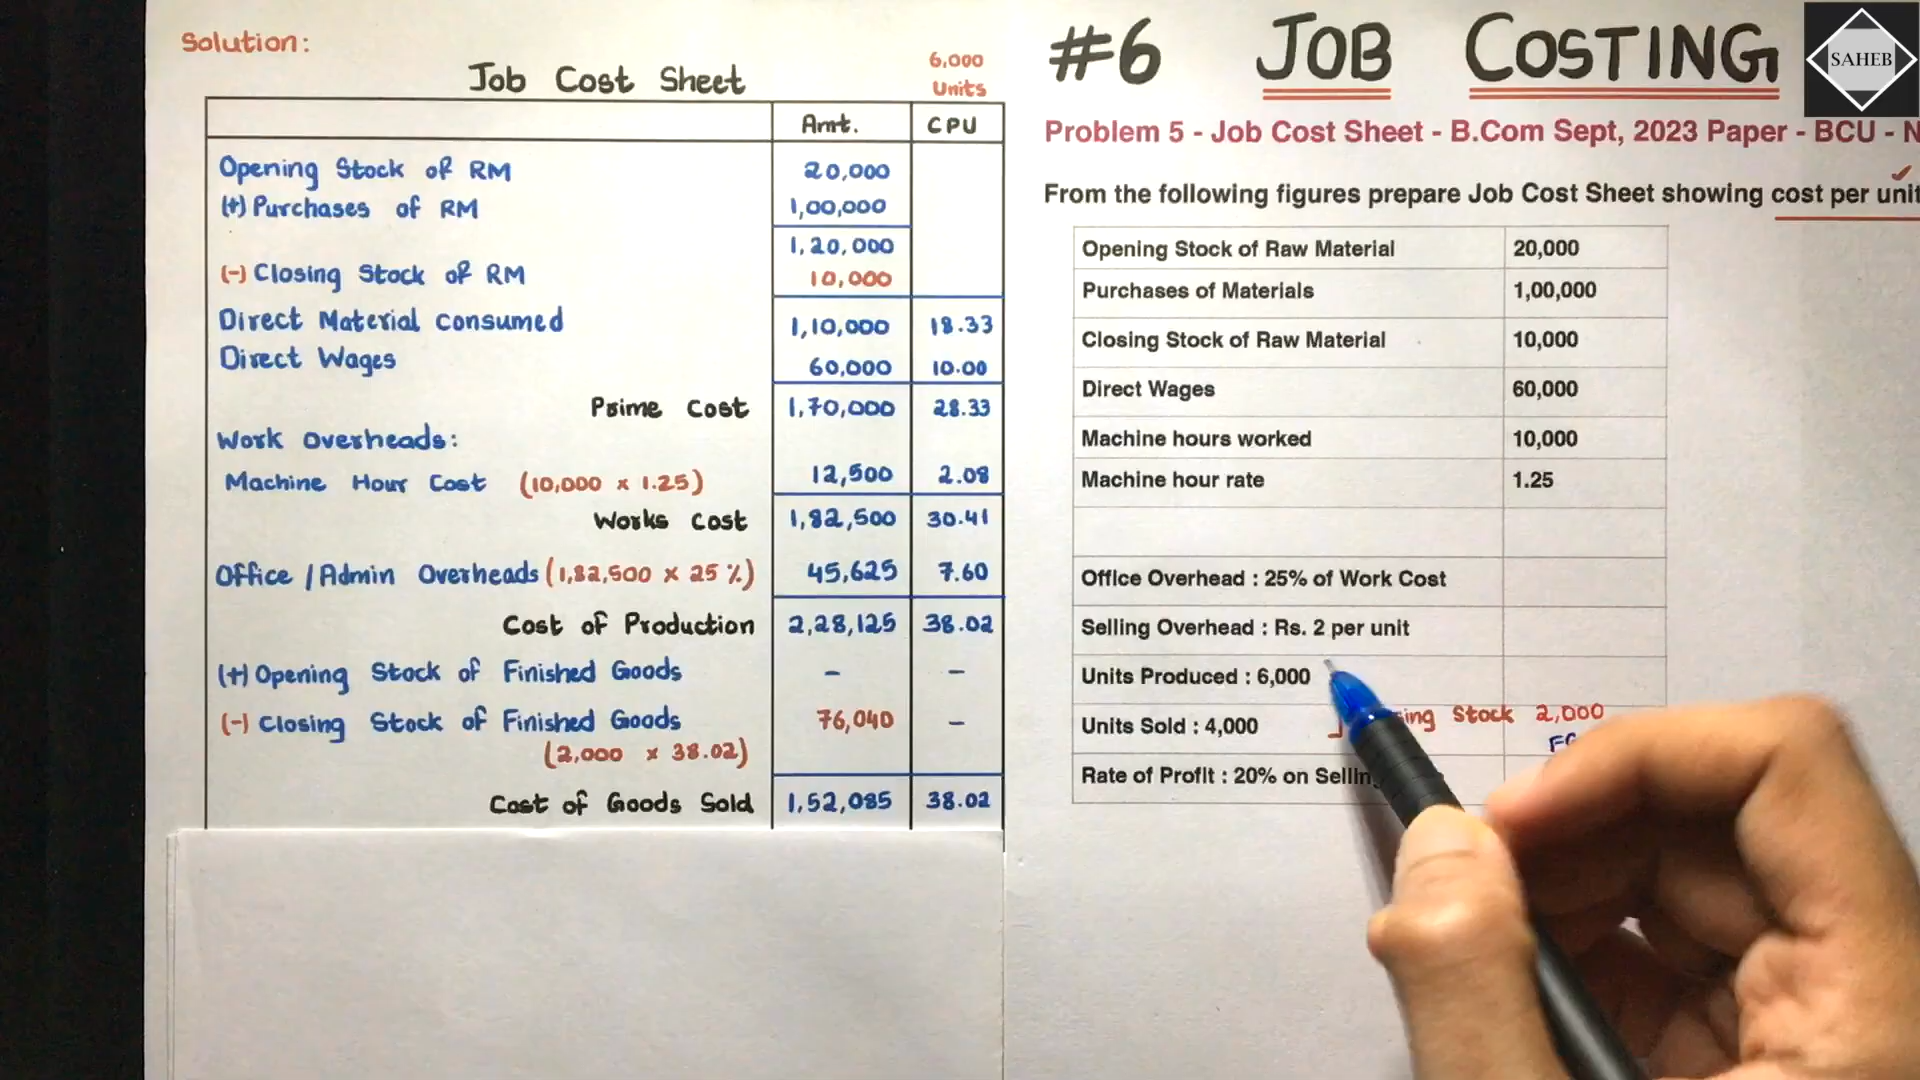 Solution:
Job Cost Sheet
6,000
Units
Amt. CPU
Opening Stock of RM 20,000
(+) Purchases of RM 1,00,000
1,20,000
(-) Closing Stock of RM 10,000
Direct Material consumed 1,10,000 18.33
Direct Wages 60,000 10.00
Prime Cost 1,70,000 28.33
Work Overheads:
Machine Hour Cost (10,000 x 1.25) 12,500 2.08
Works Cost 1,82,500 30.41
Office / Admin Overheads (1,82,500 x 25 %) 45,625 7.60
Cost of Production 2,28,125 38.02
(+) Opening Stock of Finished Goods - -
(-) Closing Stock of Finished Goods 76,040 -
(2,000 x 38.02)
Cost of Goods Sold 1,52,085 38.02
#6 JOB COSTING
SAHEB
Problem 5 - Job Cost Sheet - B.Com Sept, 2023 Paper - BCU - N
From the following figures prepare Job Cost Sheet showing cost per unit
Opening Stock of Raw Material 20,000
Purchases of Materials 1,00,000
Closing Stock of Raw Material 10,000
Direct Wages 60,000
Machine hours worked 10,000
Machine hour rate 1.25
Office Overhead : 25% of Work Cost
Selling Overhead : Rs. 2 per unit
Units Produced : 6,000
Units Sold : 4,000
Stock 2,000
Rate of Profit : 20% on